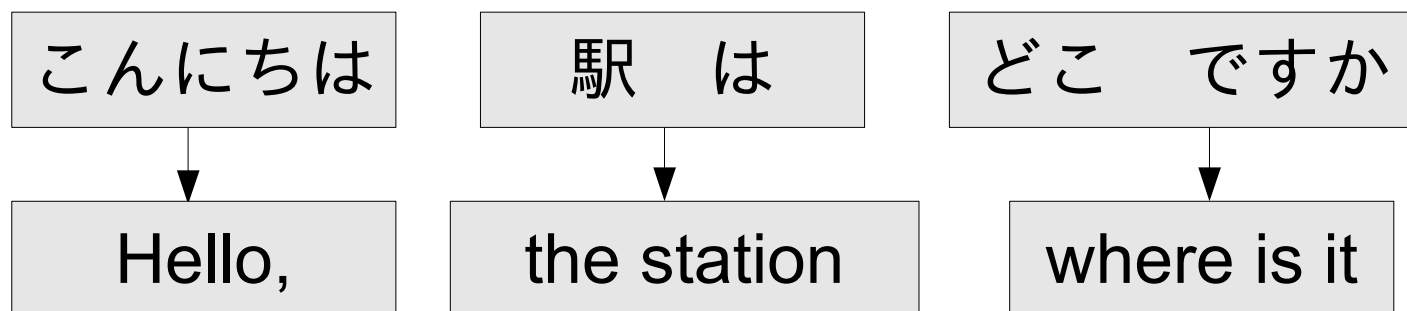 こんにちは 駅 は どこ ですか
Hello, the station where is it